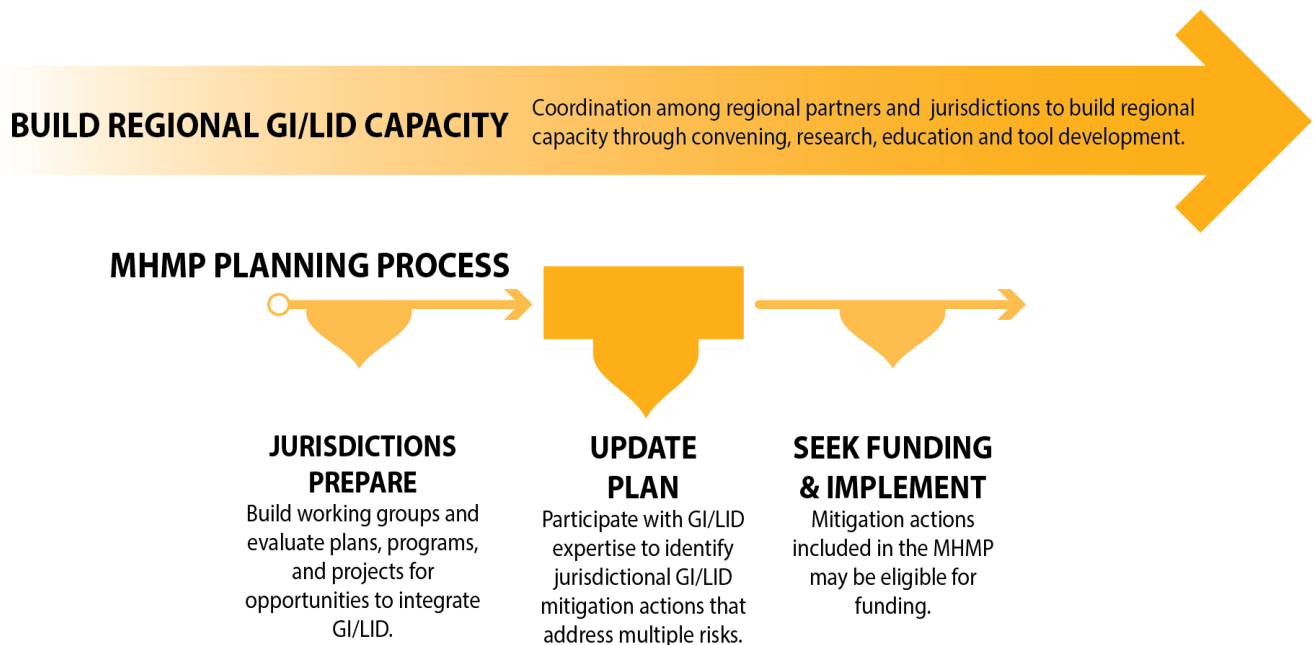 BUILD REGIONAL GI/LID CAPACITY
Coordination among regional partners and jurisdictions to build regional
capacity through convening, research, education and tool development.
MHMP PLANNING PROCESS
JURISDICTIONS
PREPARE
Build working groups and
evaluate plans, programs,
and projects for
opportunities to integrate
GI/LID.
UPDATE
PLAN
Participate with GI/LID
expertise to identify
jurisdictional GI/LID
mitigation actions that
address multiple risks.
SEEK FUNDING
& IMPLEMENT
Mitigation actions
included in the MHMP
may be eligible for
funding.